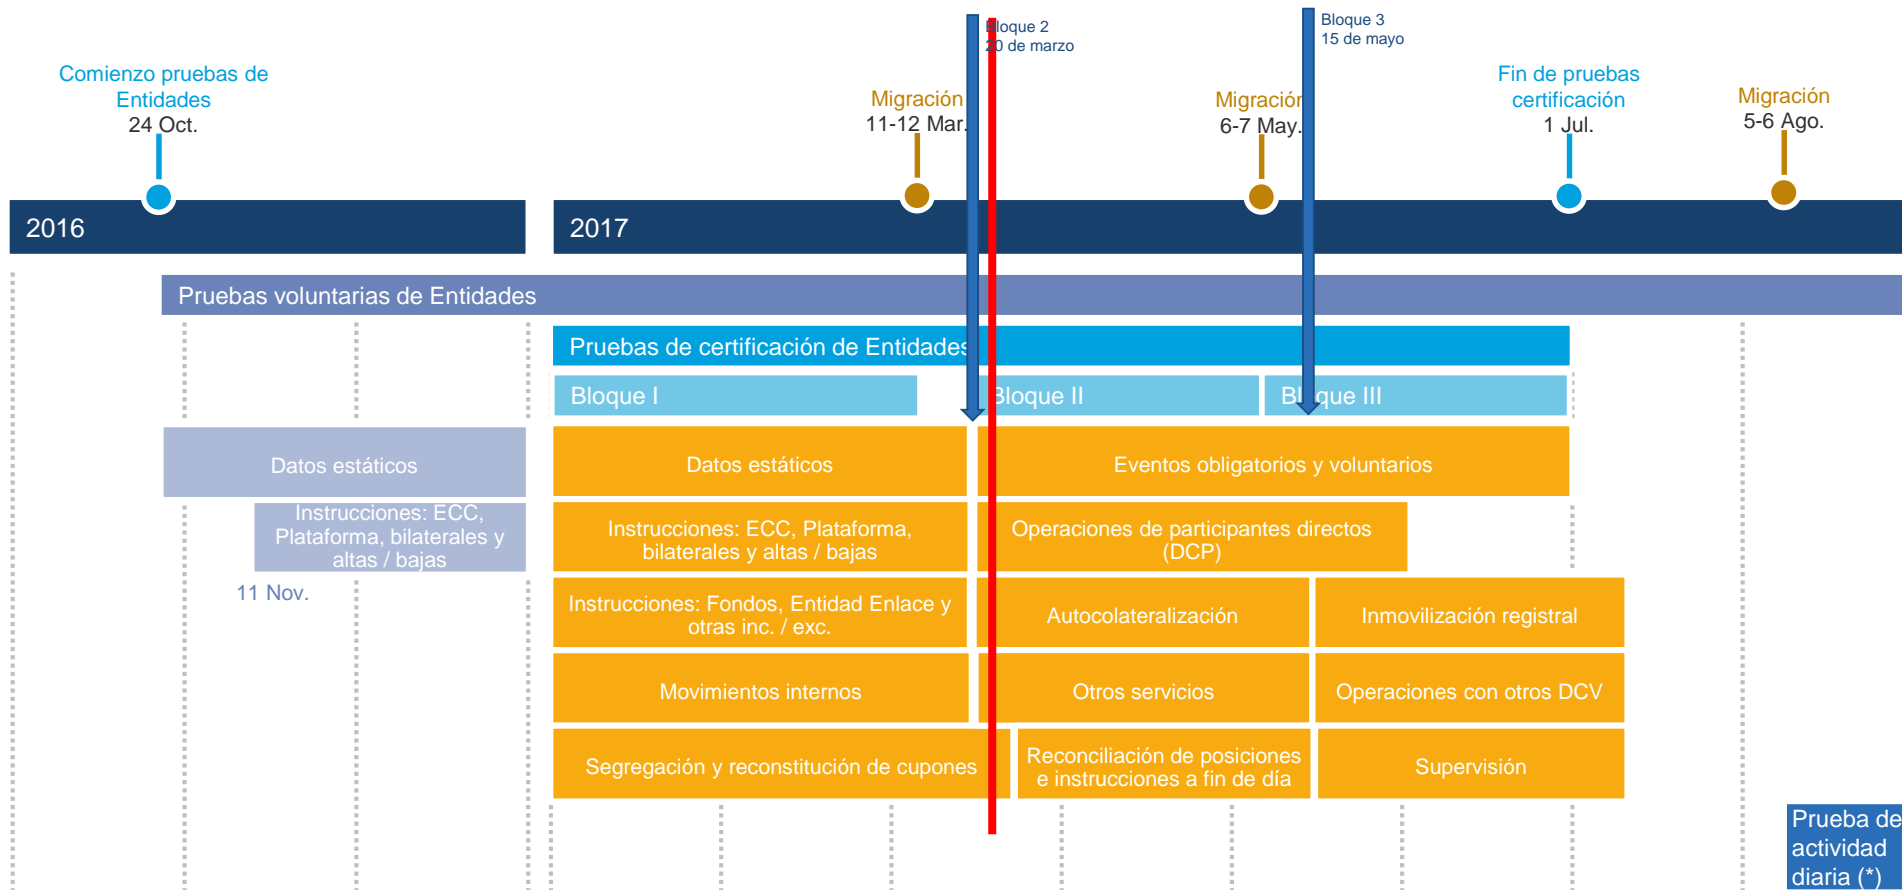 Bloque 2
20 de marzo
Bloque 3
15 de mayo
Comienzo pruebas de
Entidades
24 Oct.
Migración
11-12 Mar.
Migración
6-7 May.
Fin de pruebas
certificación
1 Jul.
Migración
5-6 Ago.
2016
2017
Pruebas voluntarias de Entidades
Pruebas de certificación de Entidades
Bloque I
Bloque II
Bloque III
Datos estáticos
Datos estáticos
Eventos obligatorios y voluntarios
Instrucciones: ECC,
Plataforma, bilaterales y
altas / bajas
Instrucciones: ECC, Plataforma,
bilaterales y altas / bajas
Operaciones de participantes directos
(DCP)
11 Nov.
Instrucciones: Fondos, Entidad Enlace y
otras inc. / exc.
Autocolateralización
Inmovilización registral
Movimientos internos
Otros servicios
Operaciones con otros DCV
Segregación y reconstitución de cupones
Reconciliación de posiciones
e instrucciones a fin de día
Supervisión
Prueba de
actividad
diaria (*)